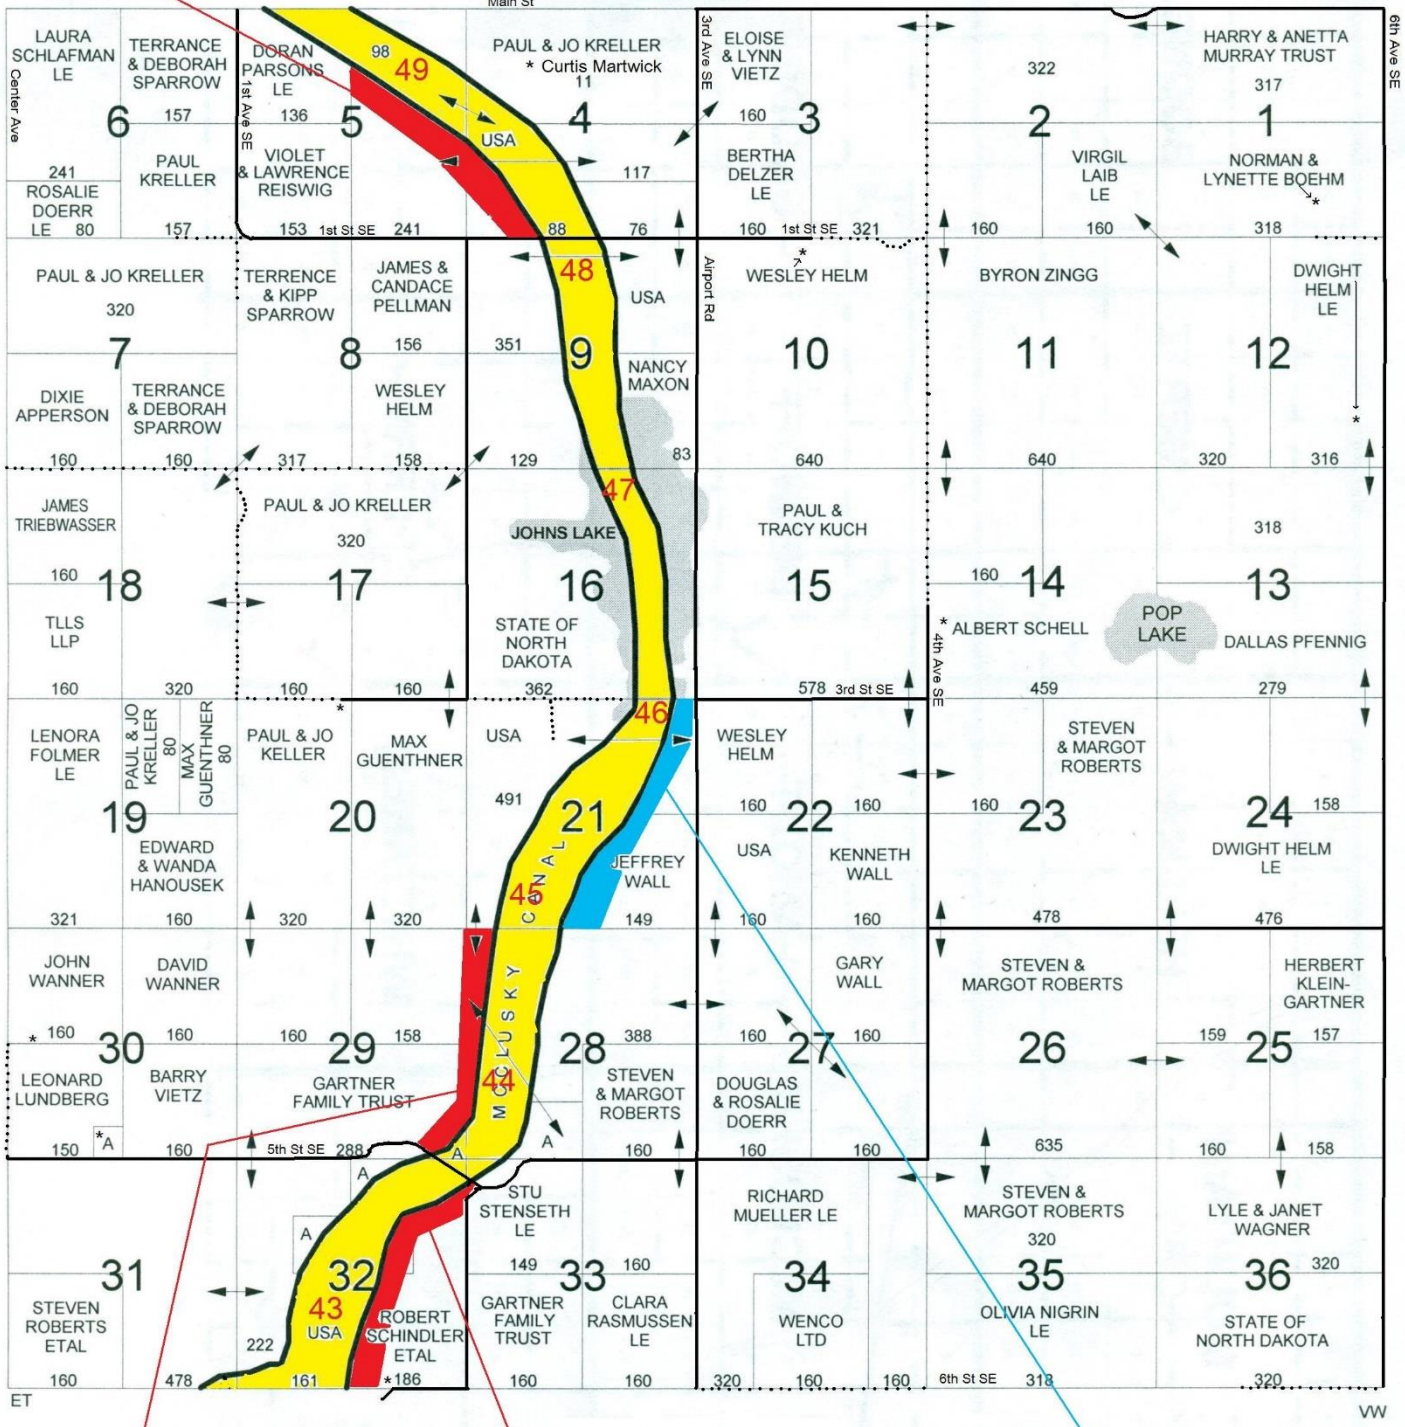 Main St
LAURA
SCHLAFMAN
LE
TERRANCE
& DEBORAH
SPARROW
DORAN
PARSONS
LE
98
49
PAUL & JO KRELLER
* Curtis Martwick
11
3rd Ave SE
ELOISE
& LYNN
VIETZ
322
HARRY & ANETTA
MURRAY TRUST
317
6th Ave SE
Center Ave
1st Ave SE
6
157
136
5
USA
4
160
3
2
1
241
PAUL
KRELLER
VIOLET
& LAWRENCE
REISWIG
117
BERTHA
DELZER
LE
VIRGIL
LAIB
LE
NORMAN &
LYNETTE BOEHM
*
ROSALIE
DOERR
LE 80
157
153
1st St SE
241
88
76
160
1st St SE
321
160
160
318
PAUL & JO KRELLER
320
7
TERRENCE
& KIPP
SPARROW
8
JAMES &
CANDACE
PELLMAN
156
48
351
9
USA
Airport Rd
*
WESLEY HELM
10
BYRON ZINGG
11
DWIGHT
HELM
LE
*
12
DIXIE
APPERSON
TERRANCE
& DEBORAH
SPARROW
WESLEY
HELM
NANCY
MAXON
160
160
317
158
129
83
640
640
320
316
JAMES
TRIEBWASSER
160
18
PAUL & JO KRELLER
320
17
47
JOHNS LAKE
16
PAUL &
TRACY KUCH
15
160
14
318
13
TLLS
LLP
STATE OF
NORTH
DAKOTA
* ALBERT SCHELL
POP
LAKE
DALLAS PFENNIG
4th Ave SE
160
320
160
160
362
578
3rd St SE
459
279
LENORA
FOLMER
LE
PAUL & JO
KRELLER
80
MAX
GUENTHNER
80
PAUL & JO
KELLER
*
MAX
GUENTHNER
USA
46
WESLEY
HELM
STEVEN
& MARGOT
ROBERTS
19
20
491
21
160
22
160
160
23
24
158
EDWARD
& WANDA
HANOUSEK
45
JEFFREY
WALL
USA
KENNETH
WALL
DWIGHT HELM
LE
321
160
320
320
149
160
160
478
476
MCCLUSKY CANAL
JOHN
WANNER
DAVID
WANNER
GARY
WALL
STEVEN &
MARGOT ROBERTS
HERBERT
KLEIN-
GARTNER
* 160
30
160
160
29
158
28
388
160
27
160
26
159
25
157
LEONARD
LUNDBERG
BARRY
VIETZ
GARTNER
FAMILY TRUST
44
STEVEN
& MARGOT
ROBERTS
DOUGLAS
& ROSALIE
DOERR
*A
150
160
5th St SE
288
A
A
A
160
160
160
635
160
158
STU
STENSETH
LE
RICHARD
MUELLER LE
STEVEN &
MARGOT ROBERTS
320
LYLE & JANET
WAGNER
A
31
32
149
33
160
34
35
36
320
STEVEN
ROBERTS
ETAL
43
USA
222
ROBERT
SCHINDLER
ETAL
GARTNER
FAMILY
TRUST
CLARA
RASMUSSEN
LE
WENCO
LTD
OLIVIA NIGRIN
LE
STATE OF
NORTH DAKOTA
160
478
161
*186
160
160
320
160
160
6th St SE
318
320
ET
VW